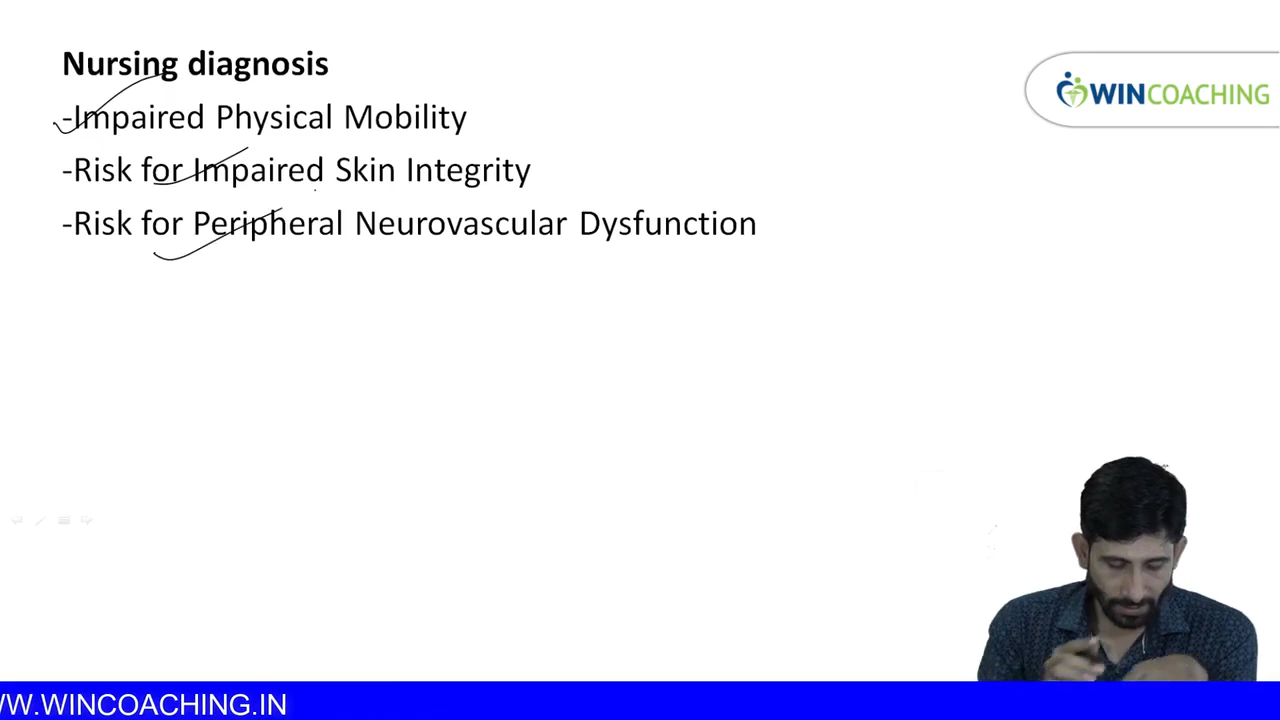 Nursing diagnosis
-Impaired Physical Mobility
WINCOACHING
-Risk for Impaired Skin Integrity
-Risk for Peripheral Neurovascular Dysfunction
WW.WINCOACHING.IN